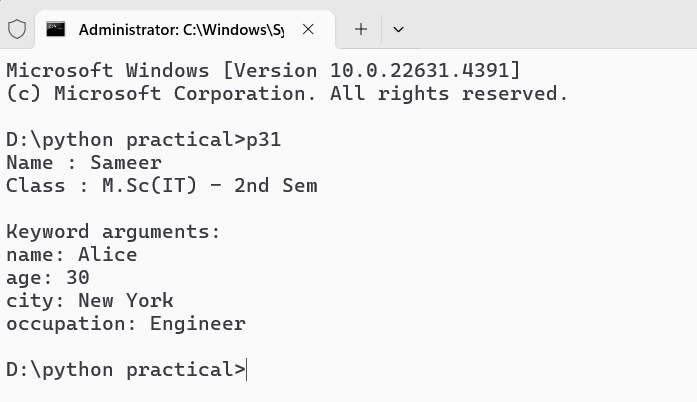 Administrator: C:\Windows\Sy
Microsoft Windows [Version 10.0.22631.4391]
(c) Microsoft Corporation. All rights reserved.
D:\python practical>p31
Name : Sameer
Class : M.Sc(IT) - 2nd Sem
Keyword arguments:
name: Alice
age: 30
city: New York
occupation: Engineer
D:\python practical>